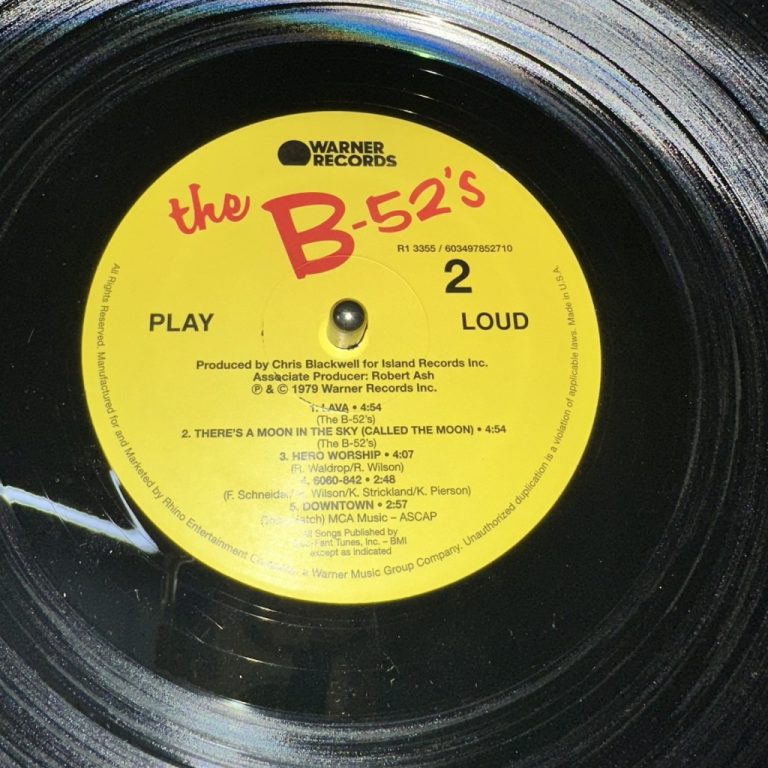 WARNER
RECORDS
the B-52's
R1 3355 / 603497852710
2
PLAY LOUD
Produced by Chris Blackwell for Island Records Inc.
Associate Producer: Robert Ash
℗ & © 1979 Warner Records Inc.
1. LAVA • 4:54
(The B-52's)
2. THERE'S A MOON IN THE SKY (CALLED THE MOON) • 4:54
(The B-52's)
3. HERO WORSHIP • 4:07
(R. Waldrop/R. Wilson)
4. 6060-842 • 2:48
(F. Schneider/ Wilson/K. Strickland/K. Pierson)
5. DOWNTOWN • 2:57
MCA Music – ASCAP
All Songs Published by
Tunes, Inc. – BMI
except as indicated
All Rights Reserved. Manufactured for and Marketed by Rhino Entertainment Company, a Warner Music Group Company. Unauthorized duplication is a violation of applicable laws. Made in U.S.A.